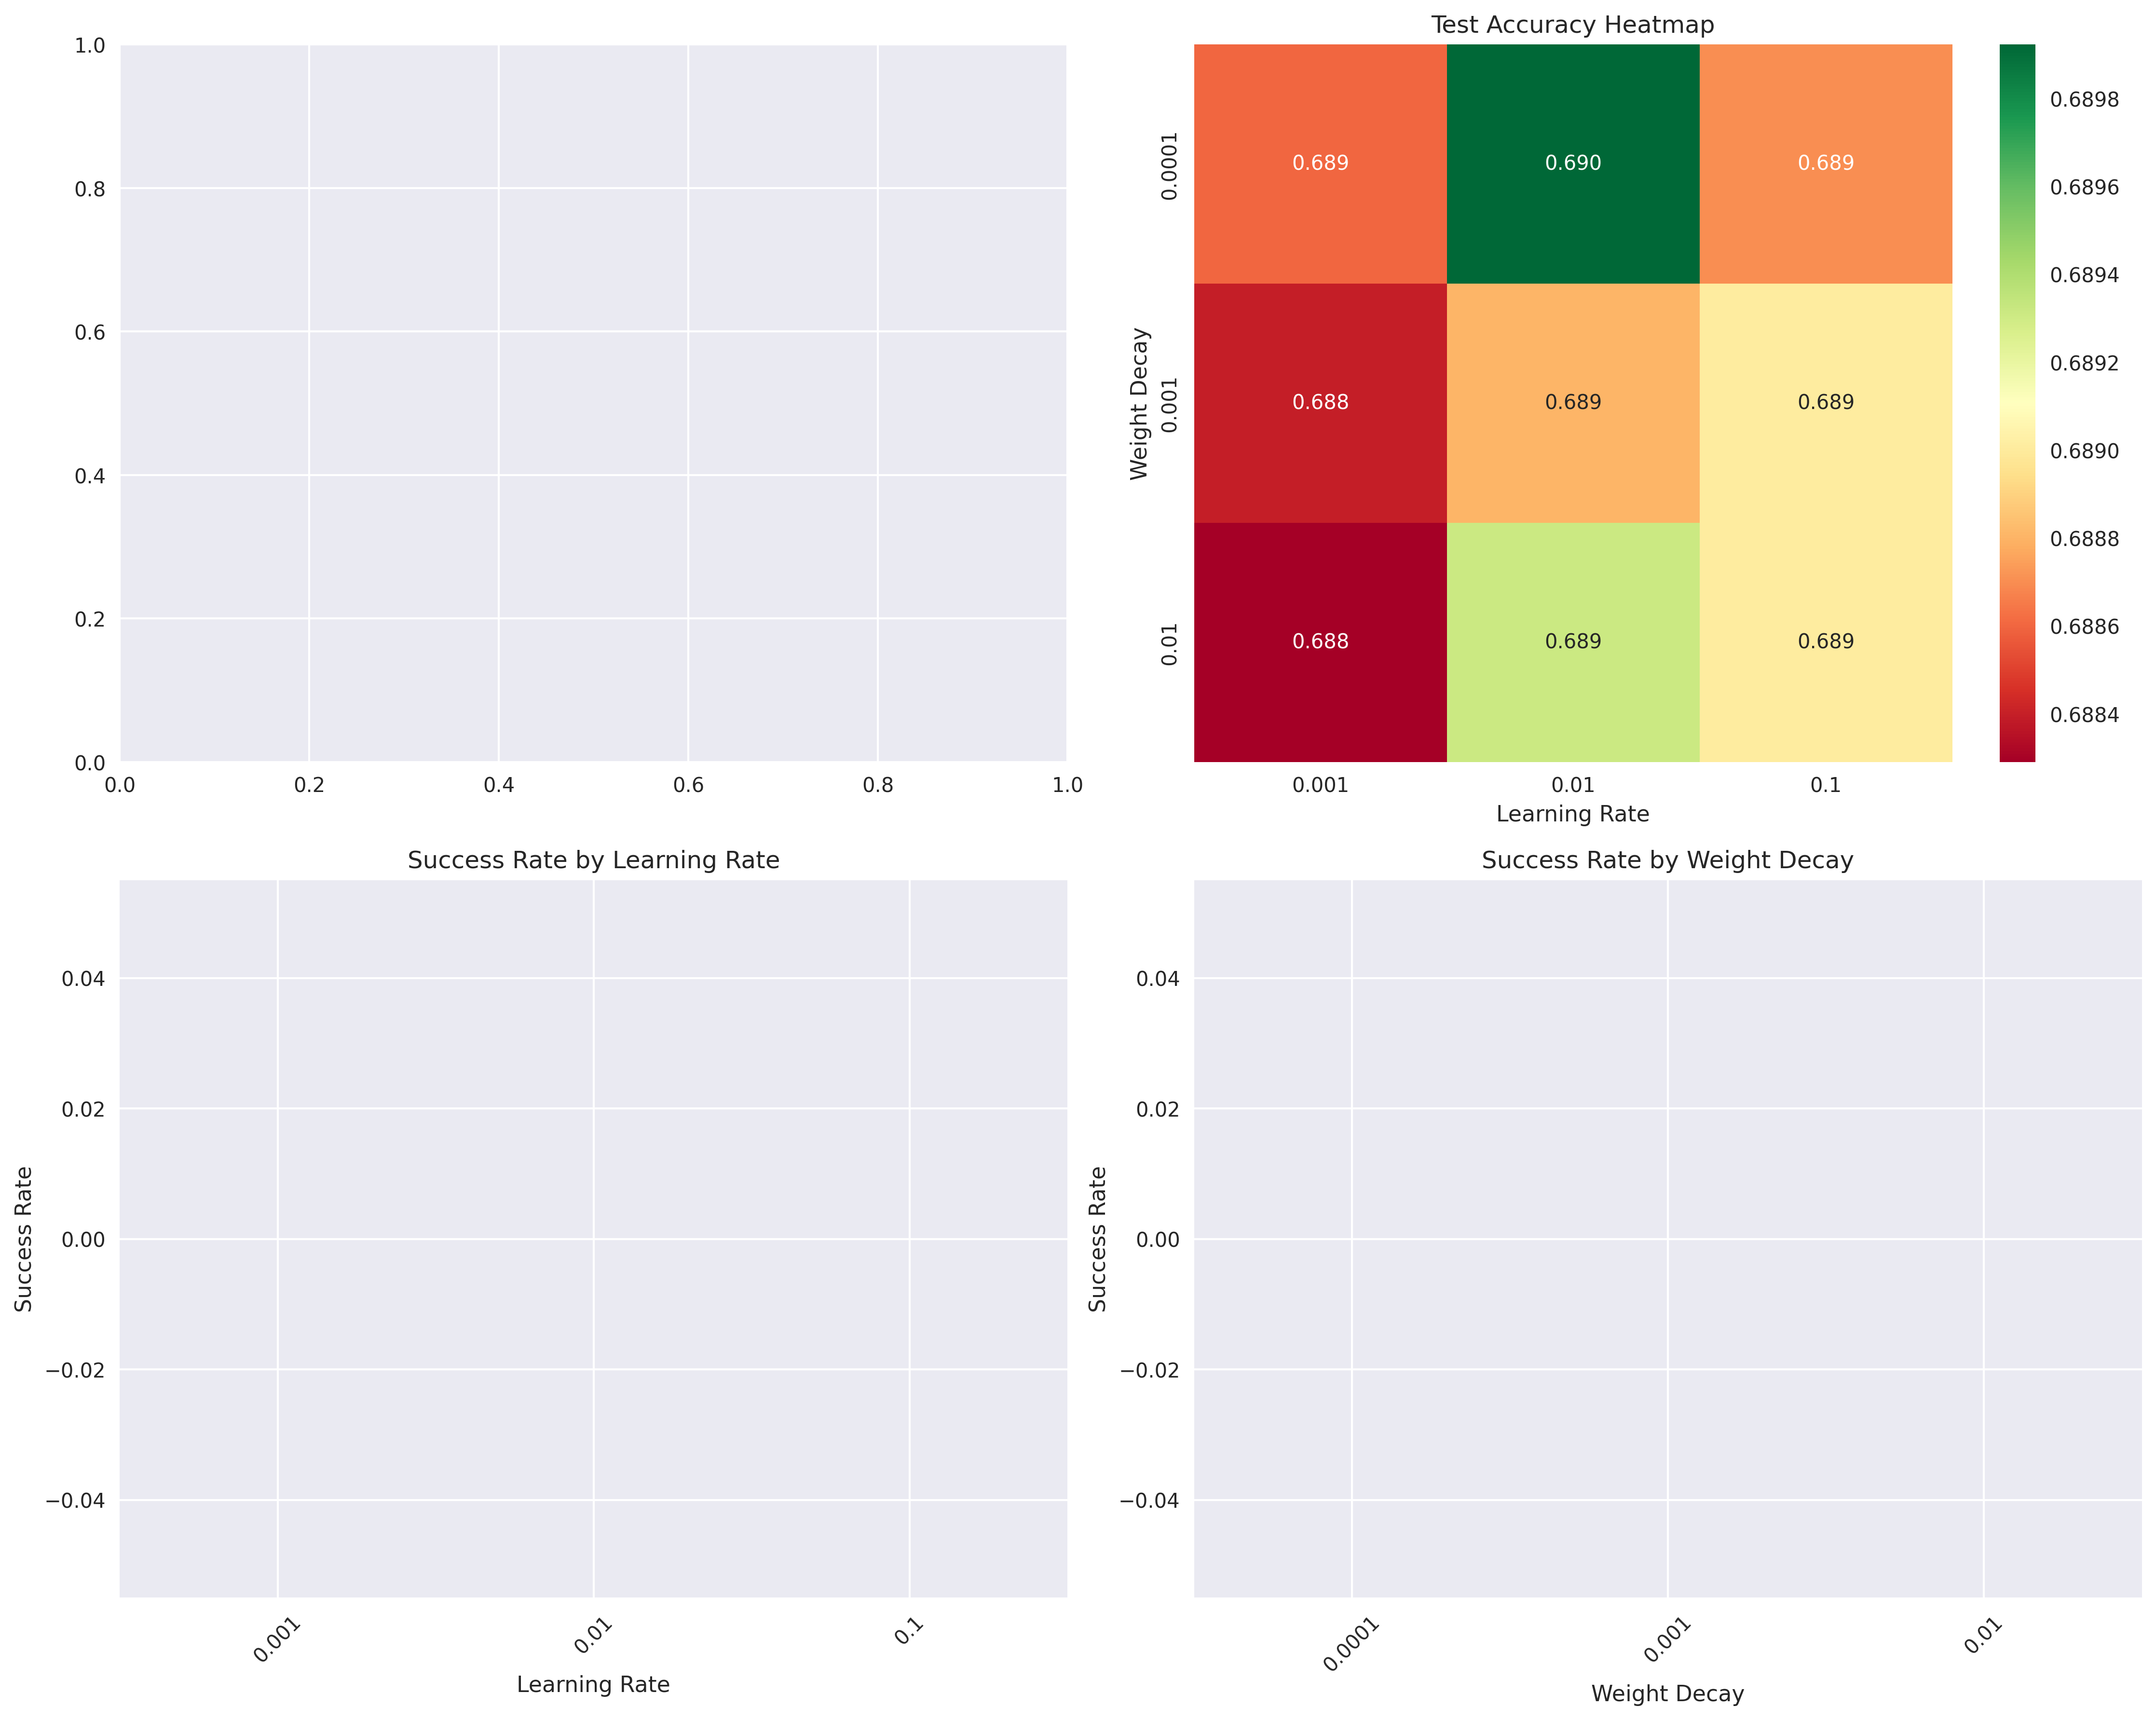 1.0
0.8
0.6
0.4
0.2
0.0
0.0 0.2 0.4 0.6 0.8 1.0
Test Accuracy Heatmap
Weight Decay
0.0001
0.001
0.01
0.689 0.690 0.689
0.688 0.689 0.689
0.688 0.689 0.689
0.001 0.01 0.1
Learning Rate
0.6898
0.6896
0.6894
0.6892
0.6890
0.6888
0.6886
0.6884
Success Rate by Learning Rate
Success Rate
0.04
0.02
0.00
−0.02
−0.04
0.001 0.01 0.1
Learning Rate
Success Rate by Weight Decay
Success Rate
0.04
0.02
0.00
−0.02
−0.04
0.0001 0.001 0.01
Weight Decay